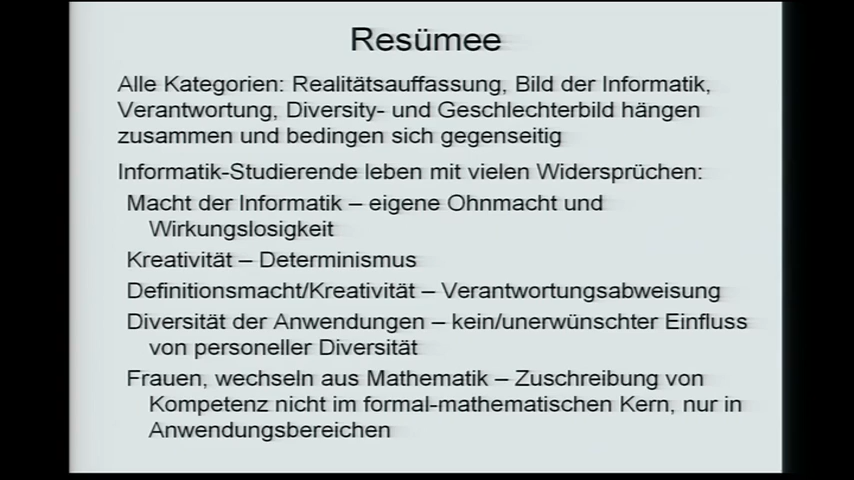 Resümee
Alle Kategorien: Realitätsauffassung, Bild der Informatik,
Verantwortung, Diversity- und Geschlechterbild hängen
zusammen und bedingen sich gegenseitig
Informatik-Studierende leben mit vielen Widersprüchen:
Macht der Informatik – eigene Ohnmacht und
Wirkungslosigkeit
Kreativität – Determinismus
Definitionsmacht/Kreativität – Verantwortungsabweisung
Diversität der Anwendungen – kein/unerwünschter Einfluss
von personeller Diversität
Frauen, wechseln aus Mathematik – Zuschreibung von
Kompetenz nicht im formal-mathematischen Kern, nur in
Anwendungsbereichen